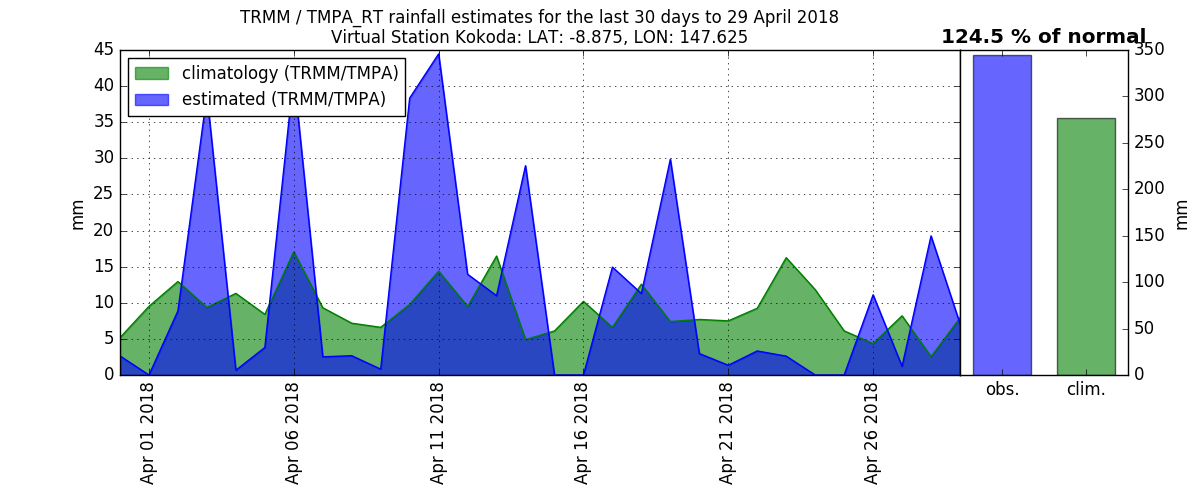 TRMM / TMPA_RT rainfall estimates for the last 30 days to 29 April 2018
Virtual Station Kokoda: LAT: -8.875, LON: 147.625
124.5 % of normal
climatology (TRMM/TMPA)
estimated (TRMM/TMPA)
45
40
35
30
25
20
15
10
5
0
mm
Apr 01 2018
Apr 06 2018
Apr 11 2018
Apr 16 2018
Apr 21 2018
Apr 26 2018
350
300
250
200
150
100
50
0
mm
obs.
clim.